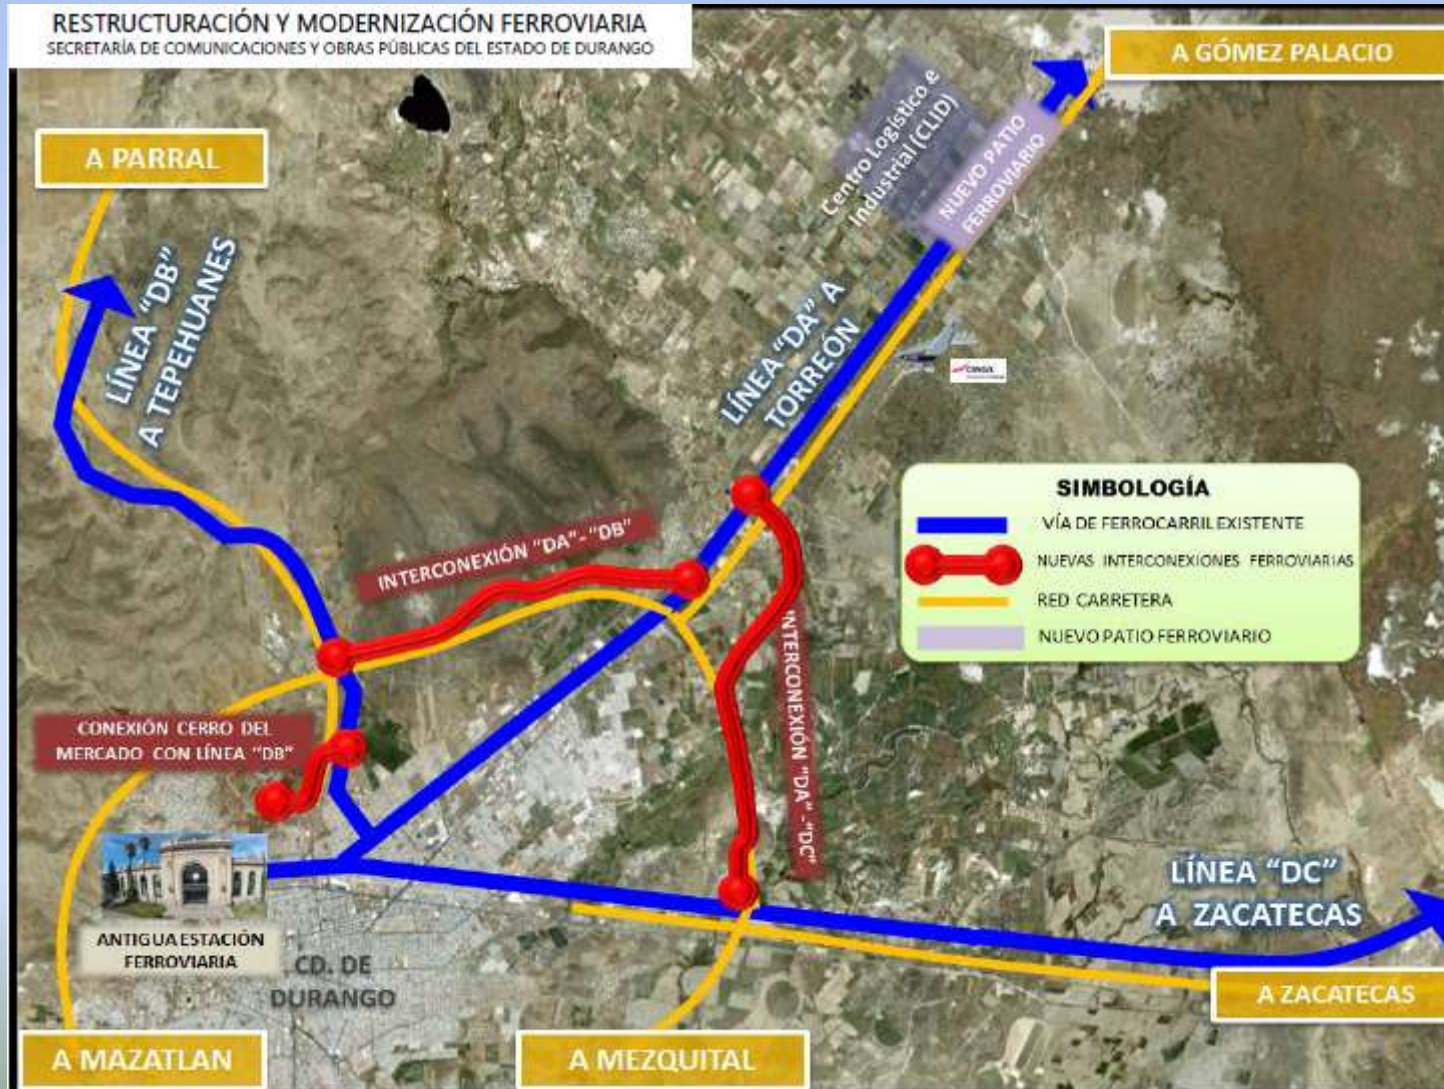 RESTRUCTURACIÓN Y MODERNIZACIÓN FERROVIARIA
SECRETARÍA DE COMUNICACIONES Y OBRAS PÚBLICAS DEL ESTADO DE DURANGO
A GÓMEZ PALACIO
A PARRAL
Centro Logístico e
Industrial (CLID)
NUEVO PATIO
FERROVIARIO
LÍNEA "DB"
A TEPEHUANES
LÍNEA "DA" A
TORREÓN
SIMBOLOGÍA
VÍA DE FERROCARRIL EXISTENTE
NUEVAS INTERCONEXIONES FERROVIARIAS
RED CARRETERA
NUEVO PATIO FERROVIARIO
INTERCONEXIÓN "DA"- "DB"
INTERCONEXIÓN "DA" -"DC"
CONEXIÓN CERRO DEL
MERCADO CON LÍNEA "DB"
ANTIGUA ESTACIÓN
FERROVIARIA
CD. DE
DURANGO
LÍNEA "DC"
A ZACATECAS
A ZACATECAS
A MAZATLAN
A MEZQUITAL